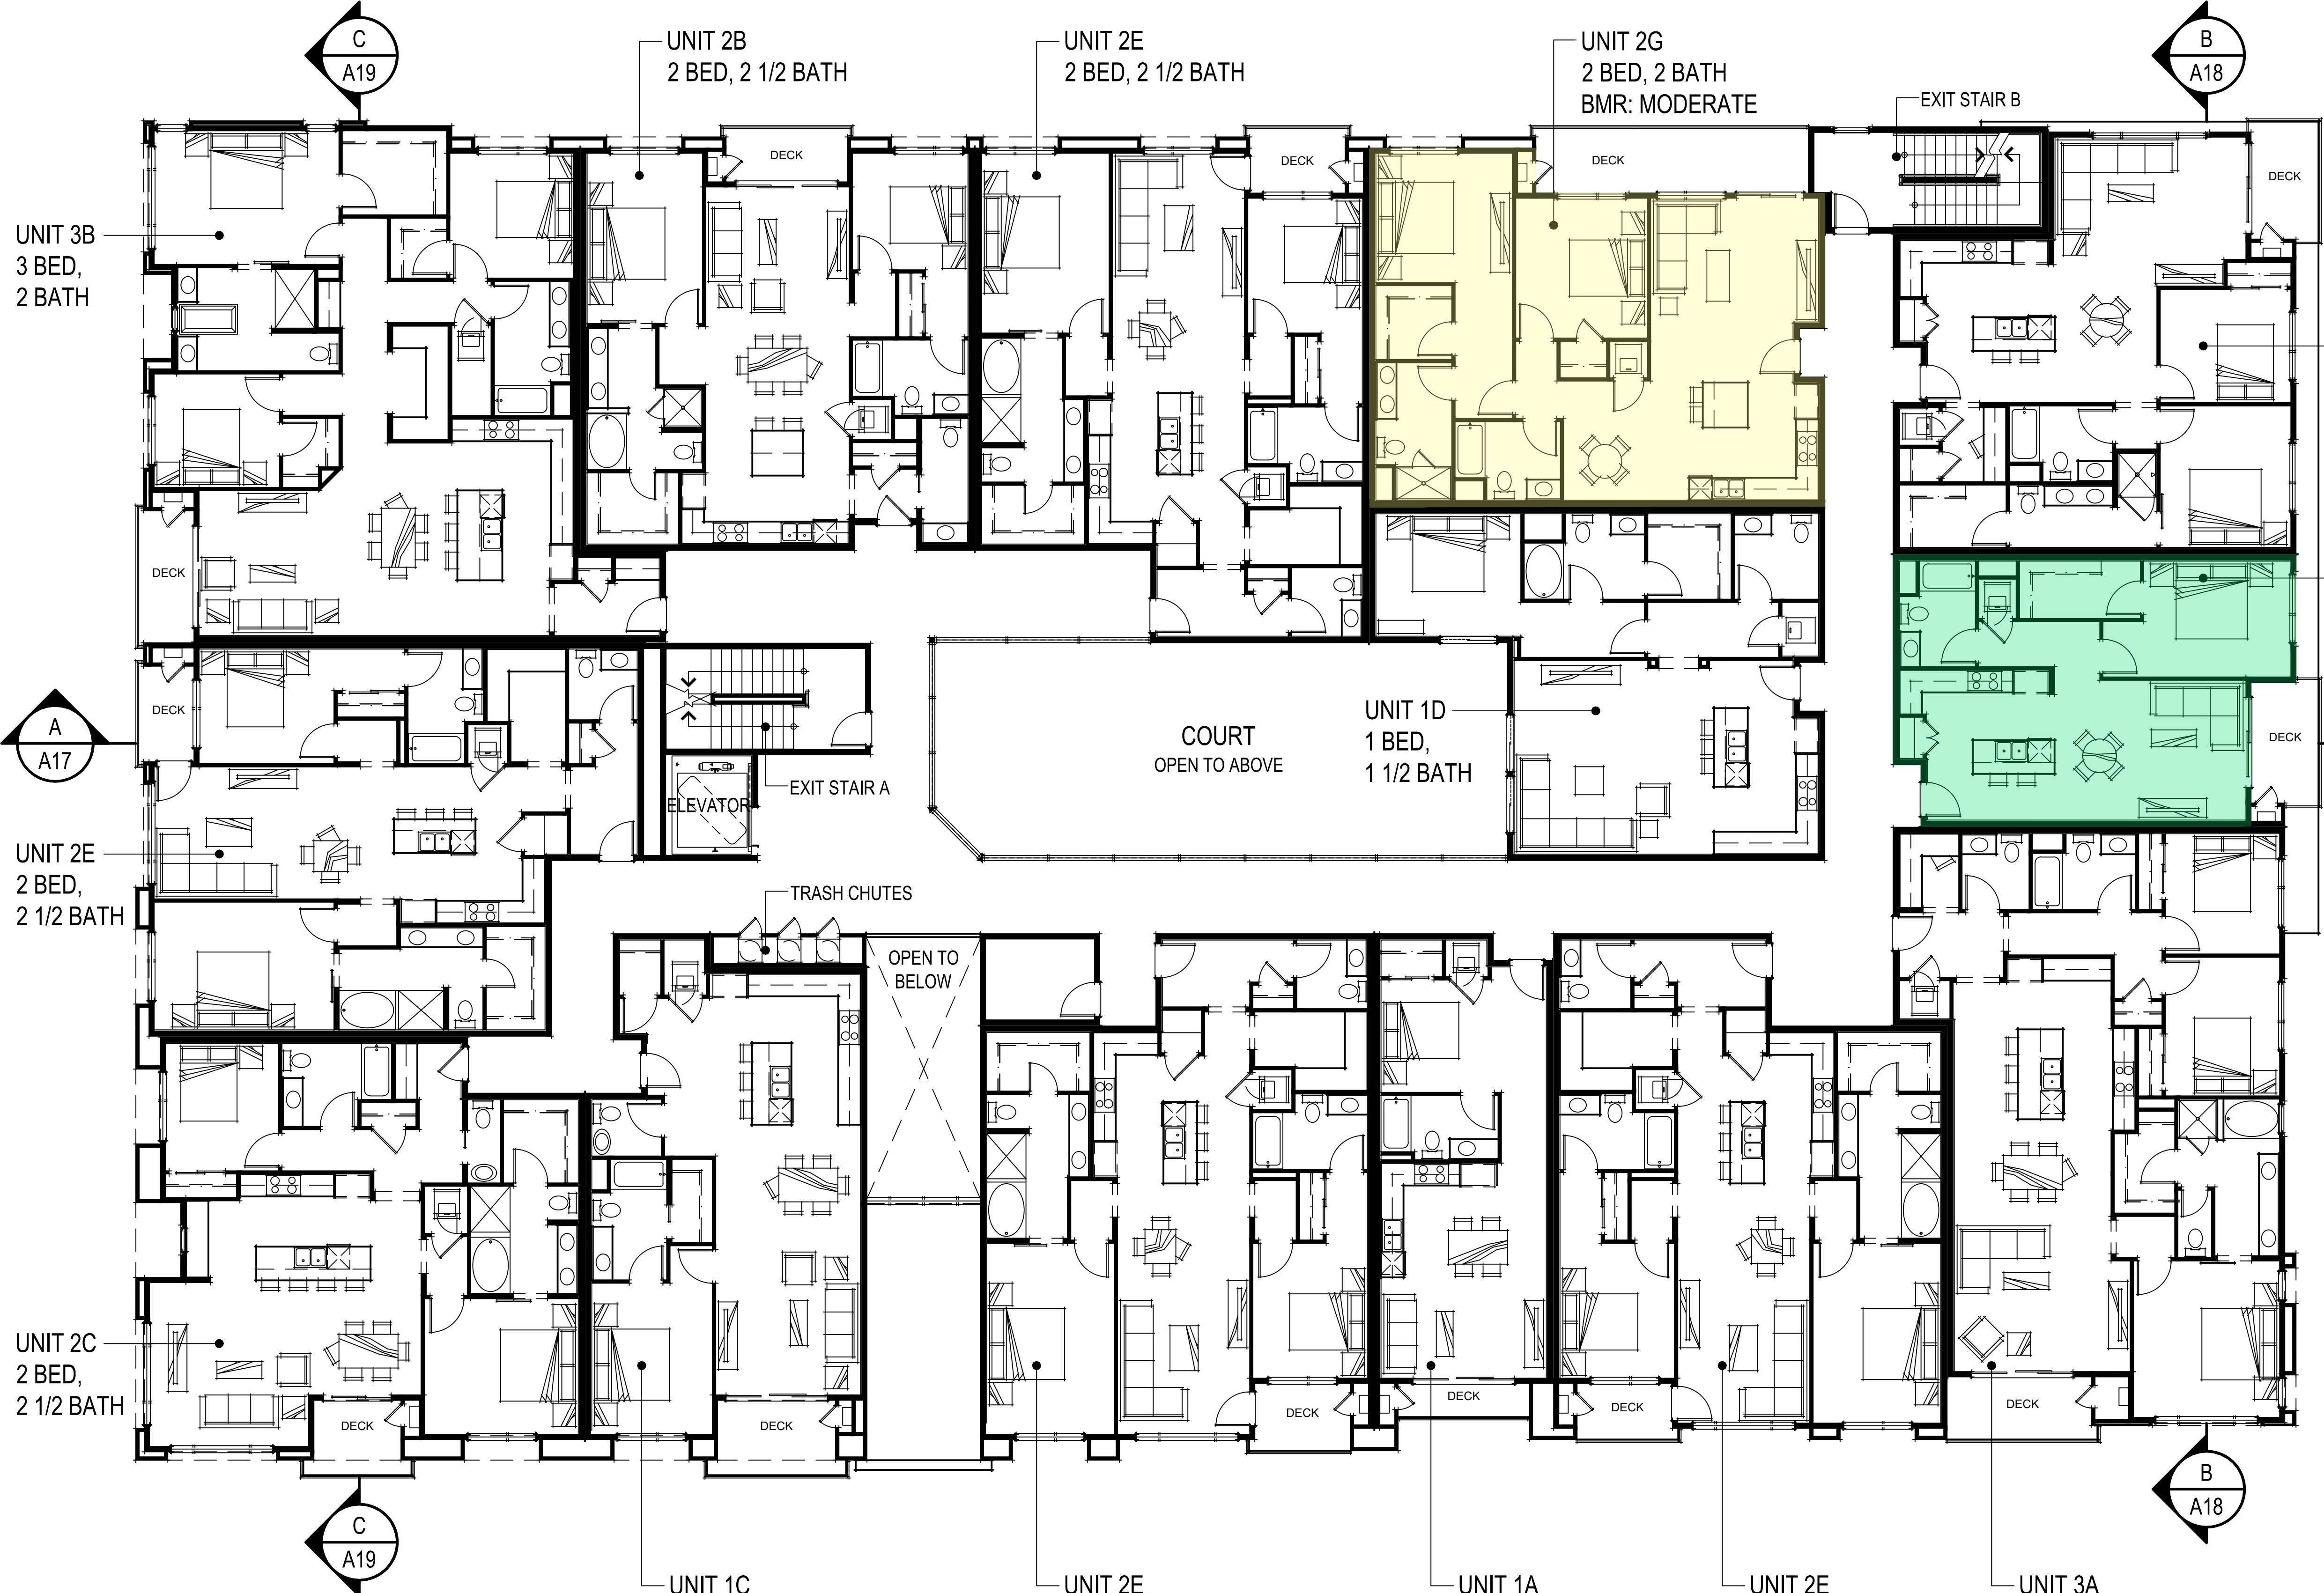 C
A19
UNIT 2B
2 BED, 2 1/2 BATH
UNIT 2E
2 BED, 2 1/2 BATH
UNIT 2G
2 BED, 2 BATH
BMR: MODERATE
B
A18
EXIT STAIR B
DECK
DECK
DECK
DECK
UNIT 3B
3 BED,
2 BATH
DECK
DECK
A
A17
EXIT STAIR A
ELEVATOR
COURT
OPEN TO ABOVE
UNIT 1D
1 BED,
1 1/2 BATH
DECK
UNIT 2E
2 BED,
2 1/2 BATH
TRASH CHUTES
OPEN TO
BELOW
UNIT 2C
2 BED,
2 1/2 BATH
DECK
DECK
DECK
DECK
DECK
DECK
C
A19
B
A18
UNIT 1C
UNIT 2E
UNIT 1A
UNIT 2E
UNIT 3A